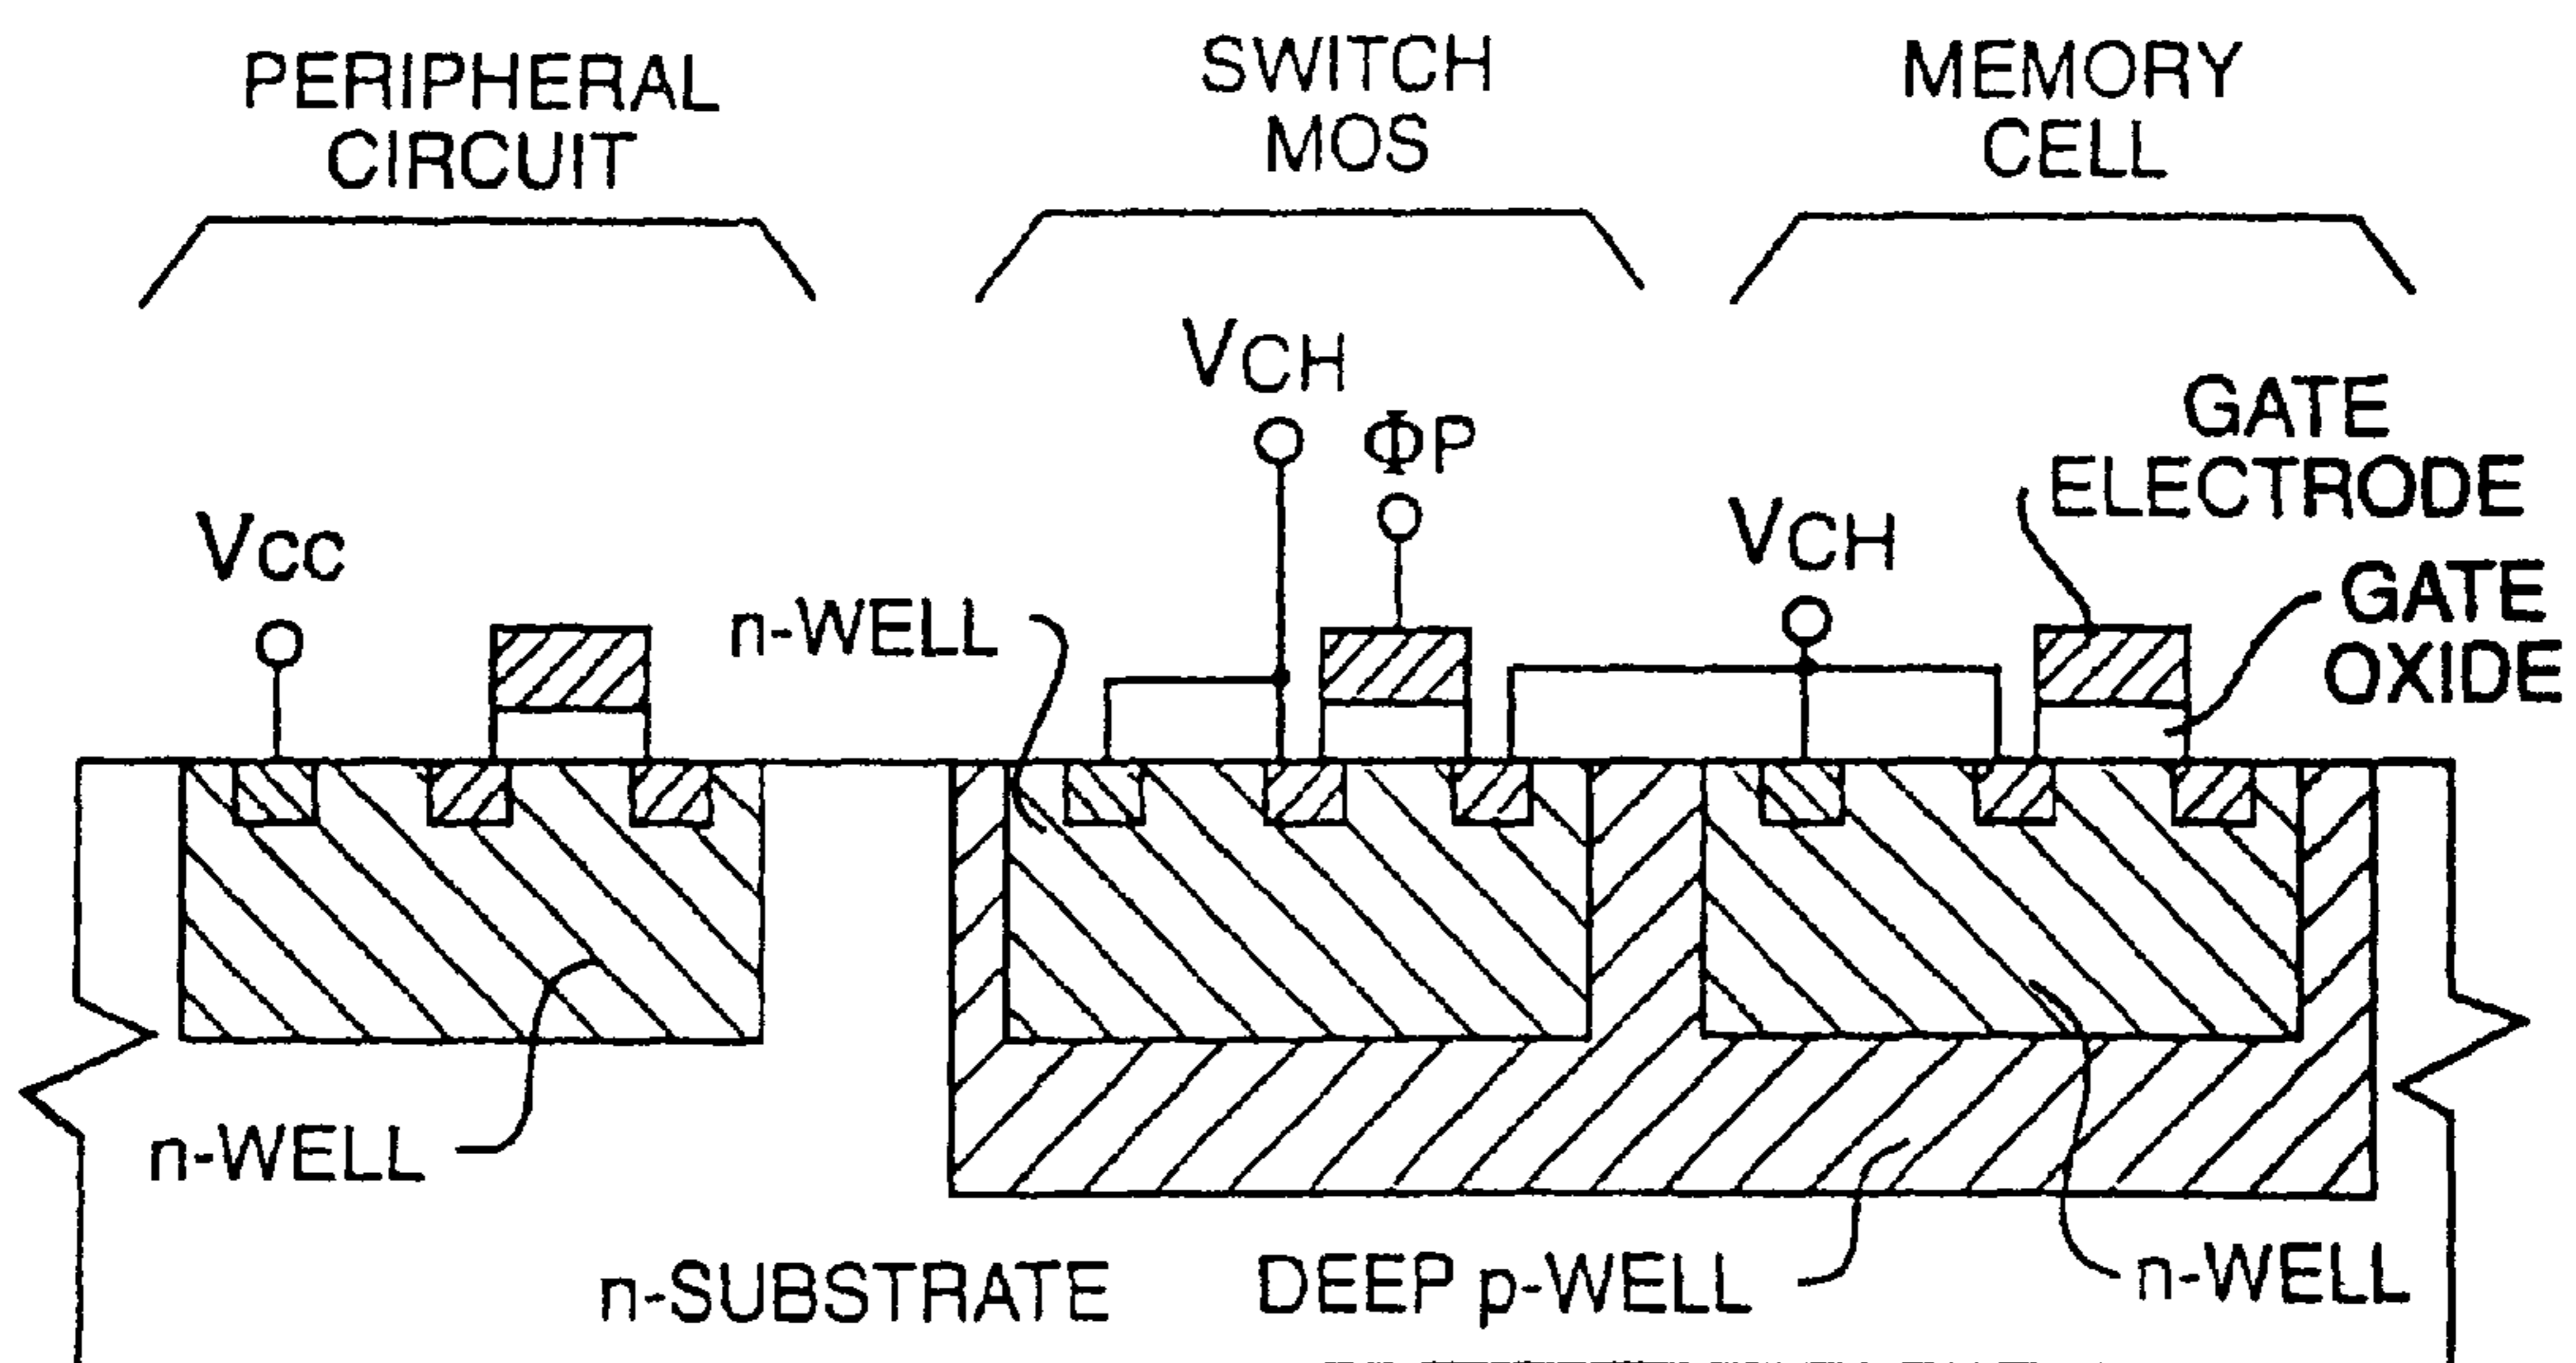 PERIPHERAL
CIRCUIT
SWITCH
MOS
MEMORY
CELL
VCH
ΦP
GATE
ELECTRODE
VCC
VCH
GATE
OXIDE
n-WELL
n-WELL
n-SUBSTRATE
DEEP p-WELL
n-WELL